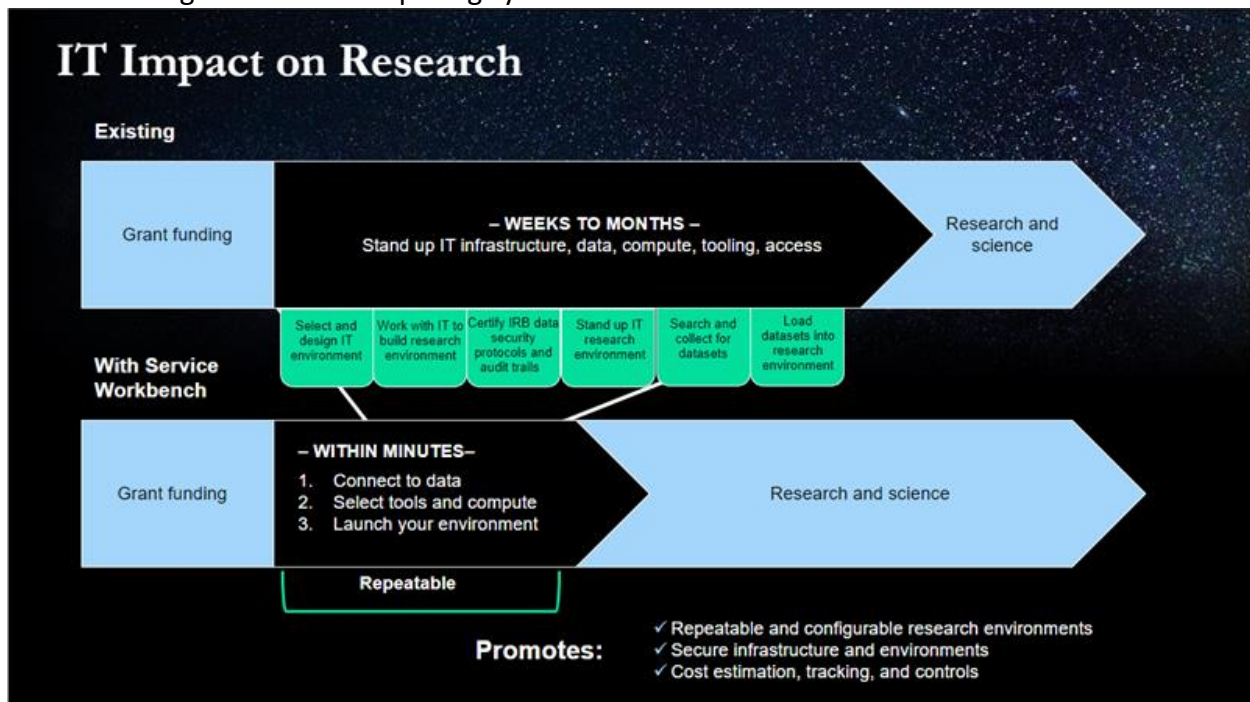 IT Impact on Research
Existing
Grant funding
– WEEKS TO MONTHS –
Stand up IT infrastructure, data, compute, tooling, access
Research and
science
Select and
design IT
environment
Work with IT to
build research
environment
Certify IRB data
security
protocols and
audit trails
Stand up IT
research
environment
Search and
collect for
datasets
Load
datasets into
research
environment
With Service
Workbench
Grant funding
– WITHIN MINUTES–
1. Connect to data
2. Select tools and compute
3. Launch your environment
Research and science
Repeatable
Promotes:
✓ Repeatable and configurable research environments
✓ Secure infrastructure and environments
✓ Cost estimation, tracking, and controls